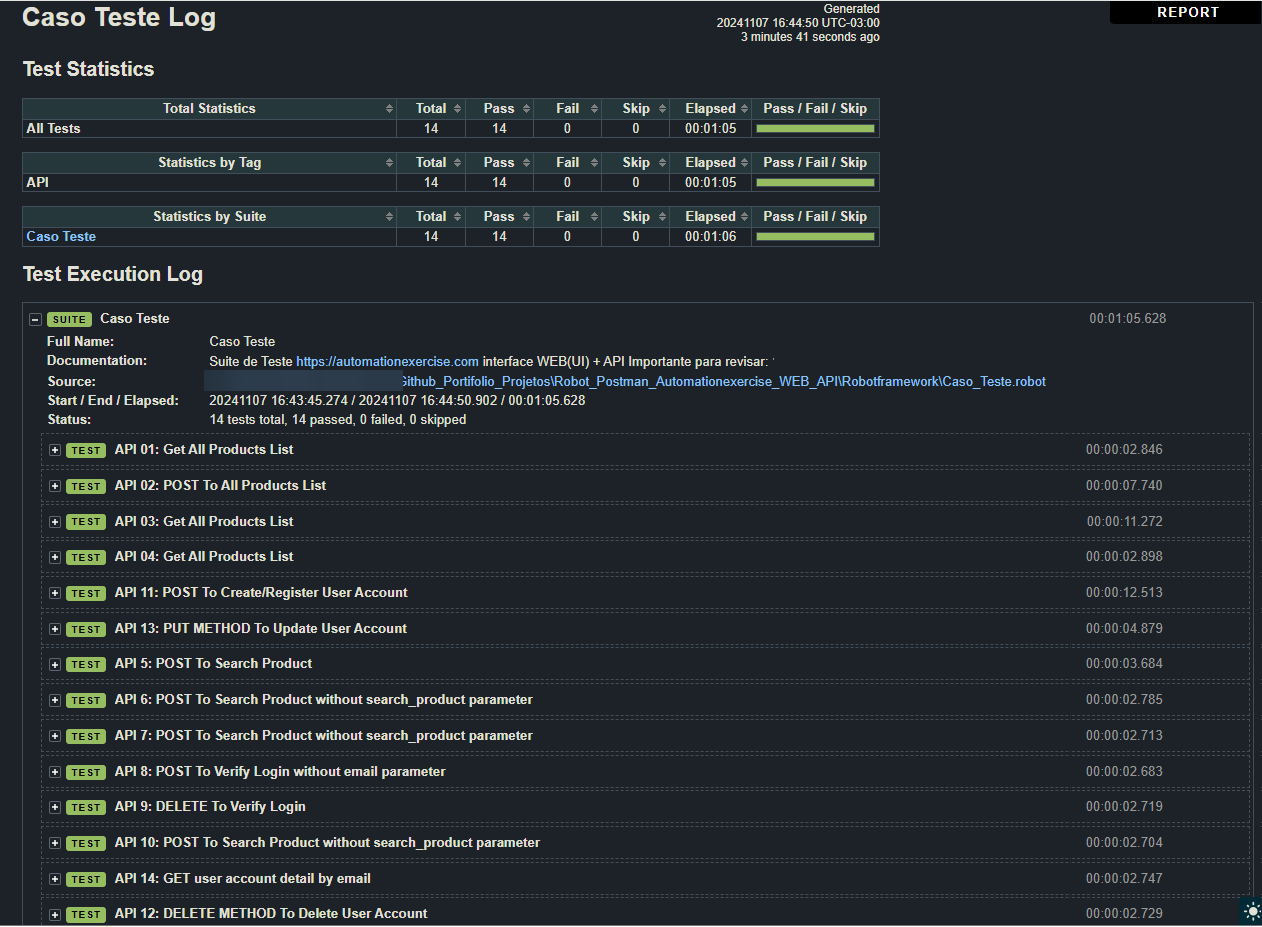 Caso Teste Log
Generated
20241107 16:44:50 UTC-03:00
3 minutes 41 seconds ago
REPORT
Test Statistics
Total Statistics Total Pass Fail Skip Elapsed Pass / Fail / Skip
All Tests 14 14 0 0 00:01:05
Statistics by Tag Total Pass Fail Skip Elapsed Pass / Fail / Skip
API 14 14 0 0 00:01:05
Statistics by Suite Total Pass Fail Skip Elapsed Pass / Fail / Skip
Caso Teste 14 14 0 0 00:01:06
Test Execution Log
SUITE Caso Teste 00:01:05.628
Full Name: Caso Teste
Documentation: Suite de Teste https://automationexercise.com interface WEB(UI) + API Importante para revisar: '
Source: Github_Portifolio_Projetos\Robot_Postman_Automationexercise_WEB_API\Robotframework\Caso_Teste.robot
Start / End / Elapsed: 20241107 16:43:45.274 / 20241107 16:44:50.902 / 00:01:05.628
Status: 14 tests total, 14 passed, 0 failed, 0 skipped
TEST API 01: Get All Products List 00:00:02.846
TEST API 02: POST To All Products List 00:00:07.740
TEST API 03: Get All Products List 00:00:11.272
TEST API 04: Get All Products List 00:00:02.898
TEST API 11: POST To Create/Register User Account 00:00:12.513
TEST API 13: PUT METHOD To Update User Account 00:00:04.879
TEST API 5: POST To Search Product 00:00:03.684
TEST API 6: POST To Search Product without search_product parameter 00:00:02.785
TEST API 7: POST To Search Product without search_product parameter 00:00:02.713
TEST API 8: POST To Verify Login without email parameter 00:00:02.683
TEST API 9: DELETE To Verify Login 00:00:02.719
TEST API 10: POST To Search Product without search_product parameter 00:00:02.704
TEST API 14: GET user account detail by email 00:00:02.747
TEST API 12: DELETE METHOD To Delete User Account 00:00:02.729